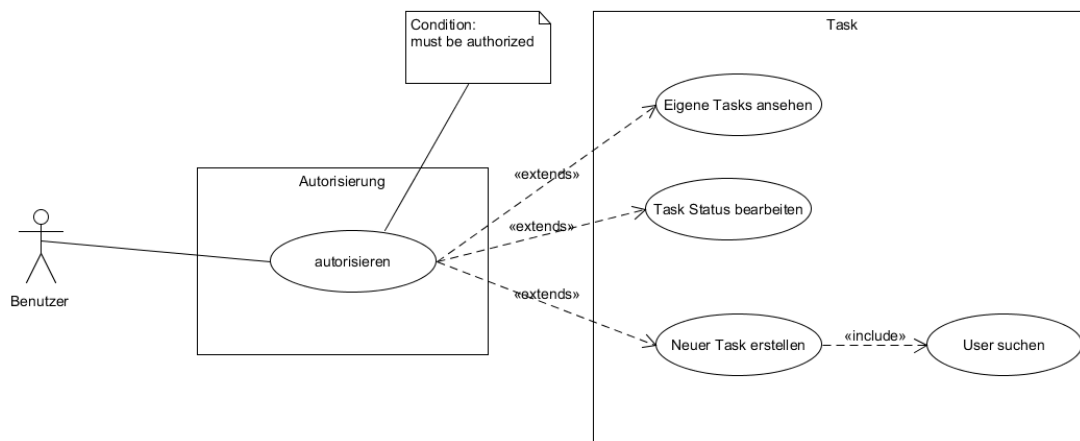 Condition:
must be authorized
Task
Eigene Tasks ansehen
«extends»
Autorisierung
Task Status bearbeiten
«extends»
autorisieren
Benutzer
«extends»
Neuer Task erstellen
«include»
User suchen